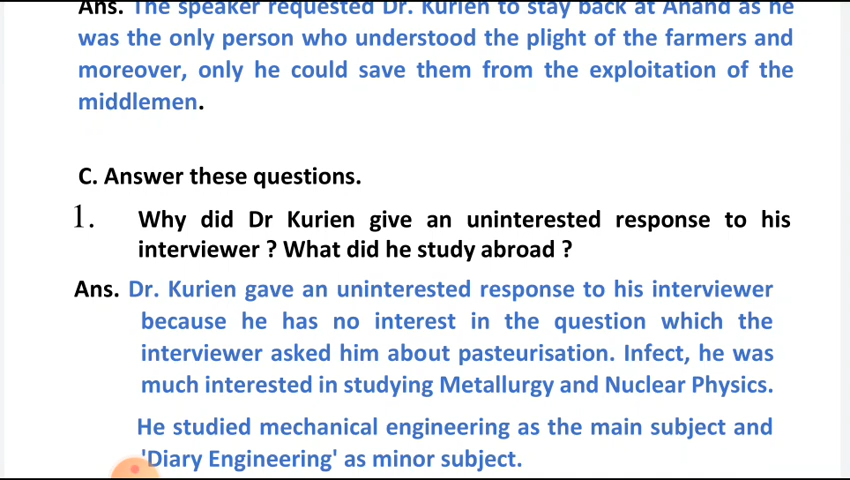 Ans. The speaker requested Dr. Kurien to stay back at Anand as he
was the only person who understood the plight of the farmers and
moreover, only he could save them from the exploitation of the
middlemen.
C. Answer these questions.
1. Why did Dr Kurien give an uninterested response to his
interviewer ? What did he study abroad ?
Ans. Dr. Kurien gave an uninterested response to his interviewer
because he has no interest in the question which the
interviewer asked him about pasteurisation. Infect, he was
much interested in studying Metallurgy and Nuclear Physics.
He studied mechanical engineering as the main subject and
'Diary Engineering' as minor subject.